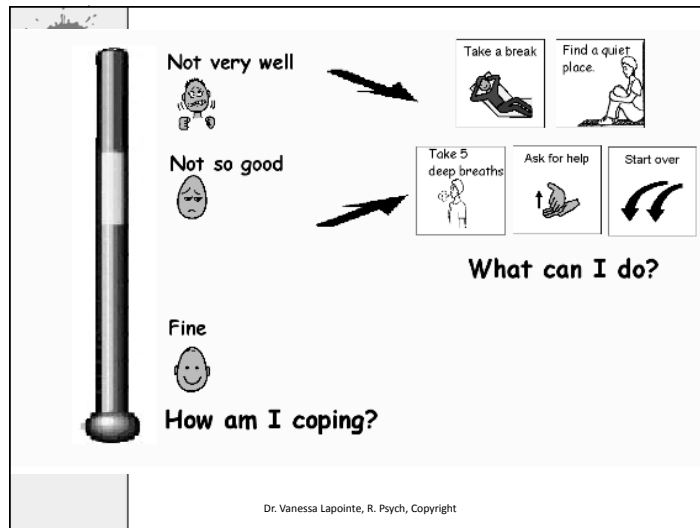 Not very well
Take a break
Find a quiet
place.
Not so good
Take 5
deep breaths
Ask for help
Start over
What can I do?
Fine
How am I coping?
Dr. Vanessa Lapointe, R. Psych, Copyright